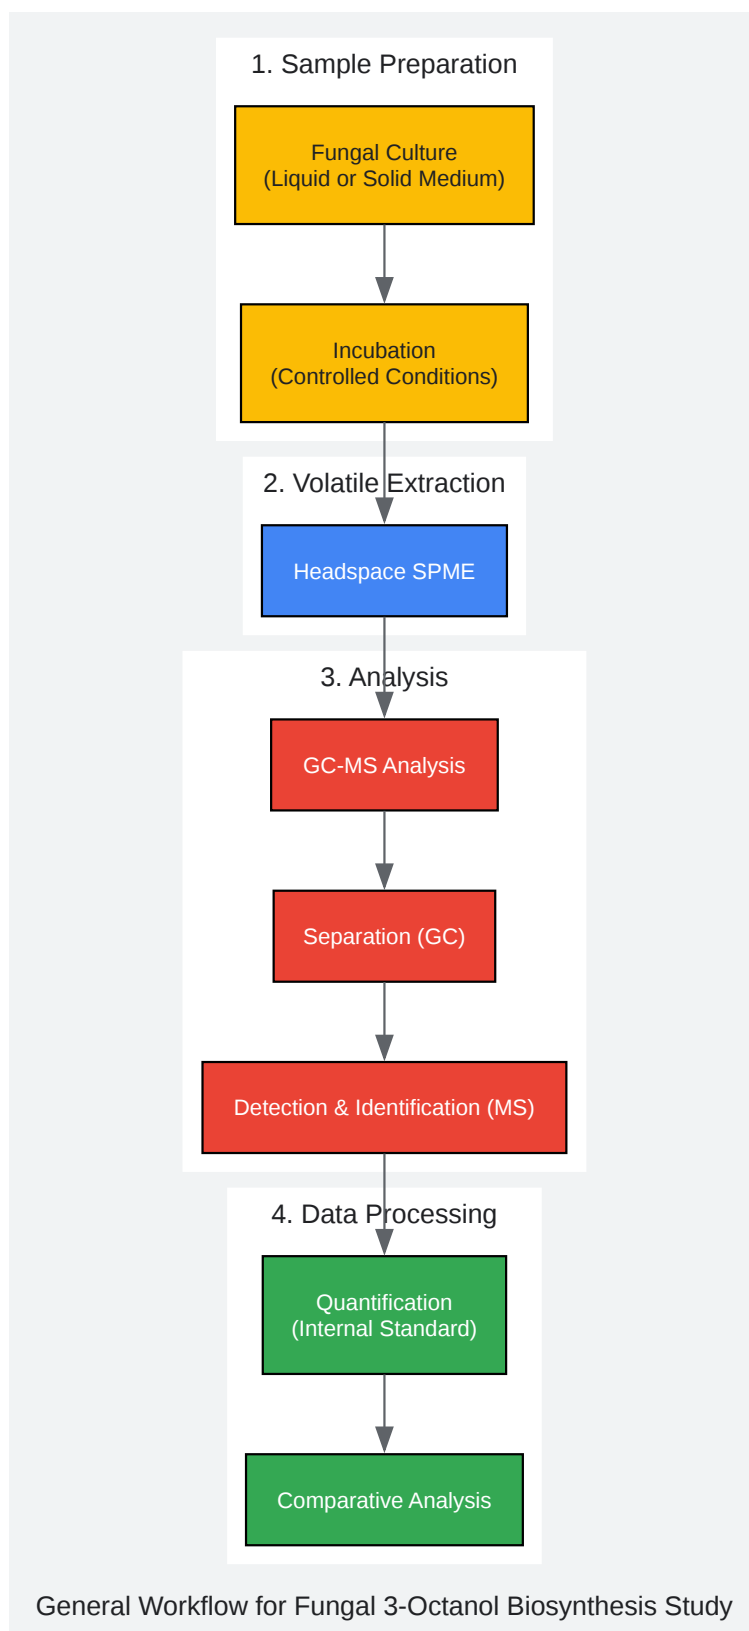 1. Sample Preparation
Fungal Culture
(Liquid or Solid Medium)
Incubation
(Controlled Conditions)
2. Volatile Extraction
Headspace SPME
3. Analysis
GC-MS Analysis
Separation (GC)
Detection & Identification (MS)
4. Data Processing
Quantification
(Internal Standard)
Comparative Analysis
General Workflow for Fungal 3-Octanol Biosynthesis Study